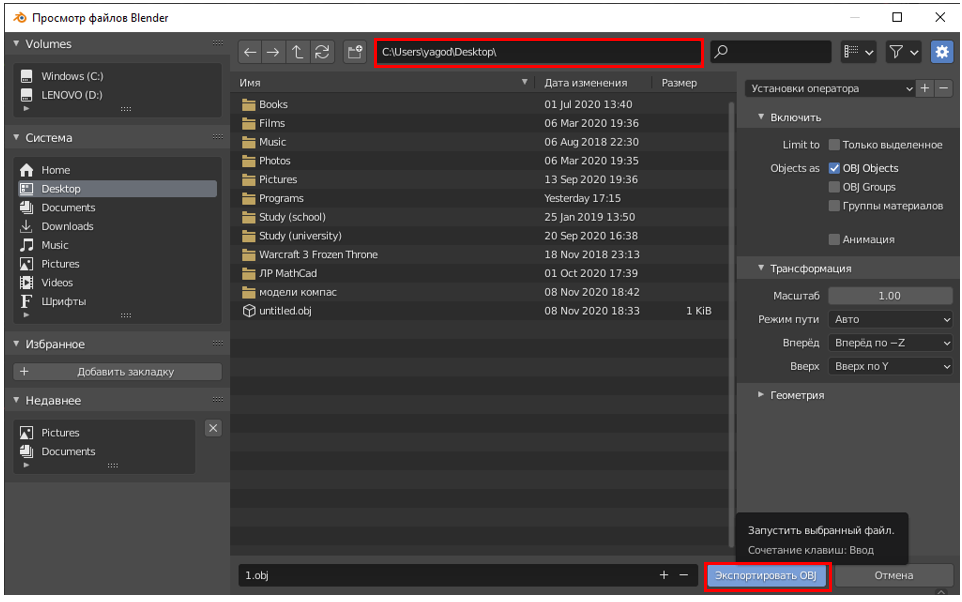 Просмотр файлов Blender
Volumes
Windows (C:)
LENOVO (D:)
Система
Home
Desktop
Documents
Downloads
Music
Pictures
Videos
Шрифты
Избранное
Добавить закладку
Недавнее
Pictures
Documents
C:\Users\yagod\Desktop\
Имя Дата изменения Размер
Books 01 Jul 2020 13:40
Films 06 Mar 2020 19:36
Music 06 Aug 2018 22:30
Photos 06 Mar 2020 19:35
Pictures 13 Sep 2020 19:36
Programs Yesterday 17:15
Study (school) 25 Jan 2019 13:50
Study (university) 20 Sep 2020 16:38
Warcraft 3 Frozen Throne 18 Nov 2018 23:13
ЛР MathCad 01 Oct 2020 17:39
модели компас 08 Nov 2020 18:42
untitled.obj 08 Nov 2020 18:33 1 KiB
Установки оператора
Включить
Limit to Только выделенное
Objects as OBJ Objects
OBJ Groups
Группы материалов
Анимация
Трансформация
Масштаб 1.00
Режим пути Авто
Вперёд Вперёд по −Z
Вверх Вверх по Y
Геометрия
Запустить выбранный файл.
Сочетание клавиш: Ввод
1.obj
Экспортировать OBJ
Отмена